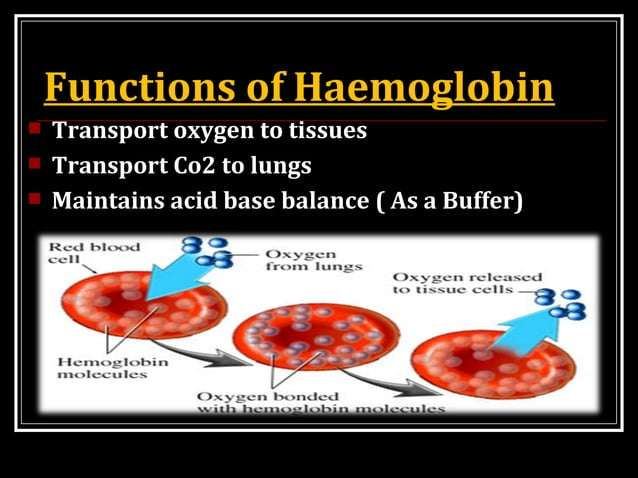 Functions of Haemoglobin
Transport oxygen to tissues
Transport Co2 to lungs
Maintains acid base balance ( As a Buffer)
Red blood
cell
Oxygen
from lungs
Oxygen released
to tissue cells
Hemoglobin
molecules
Oxygen bonded
with hemoglobin molecules